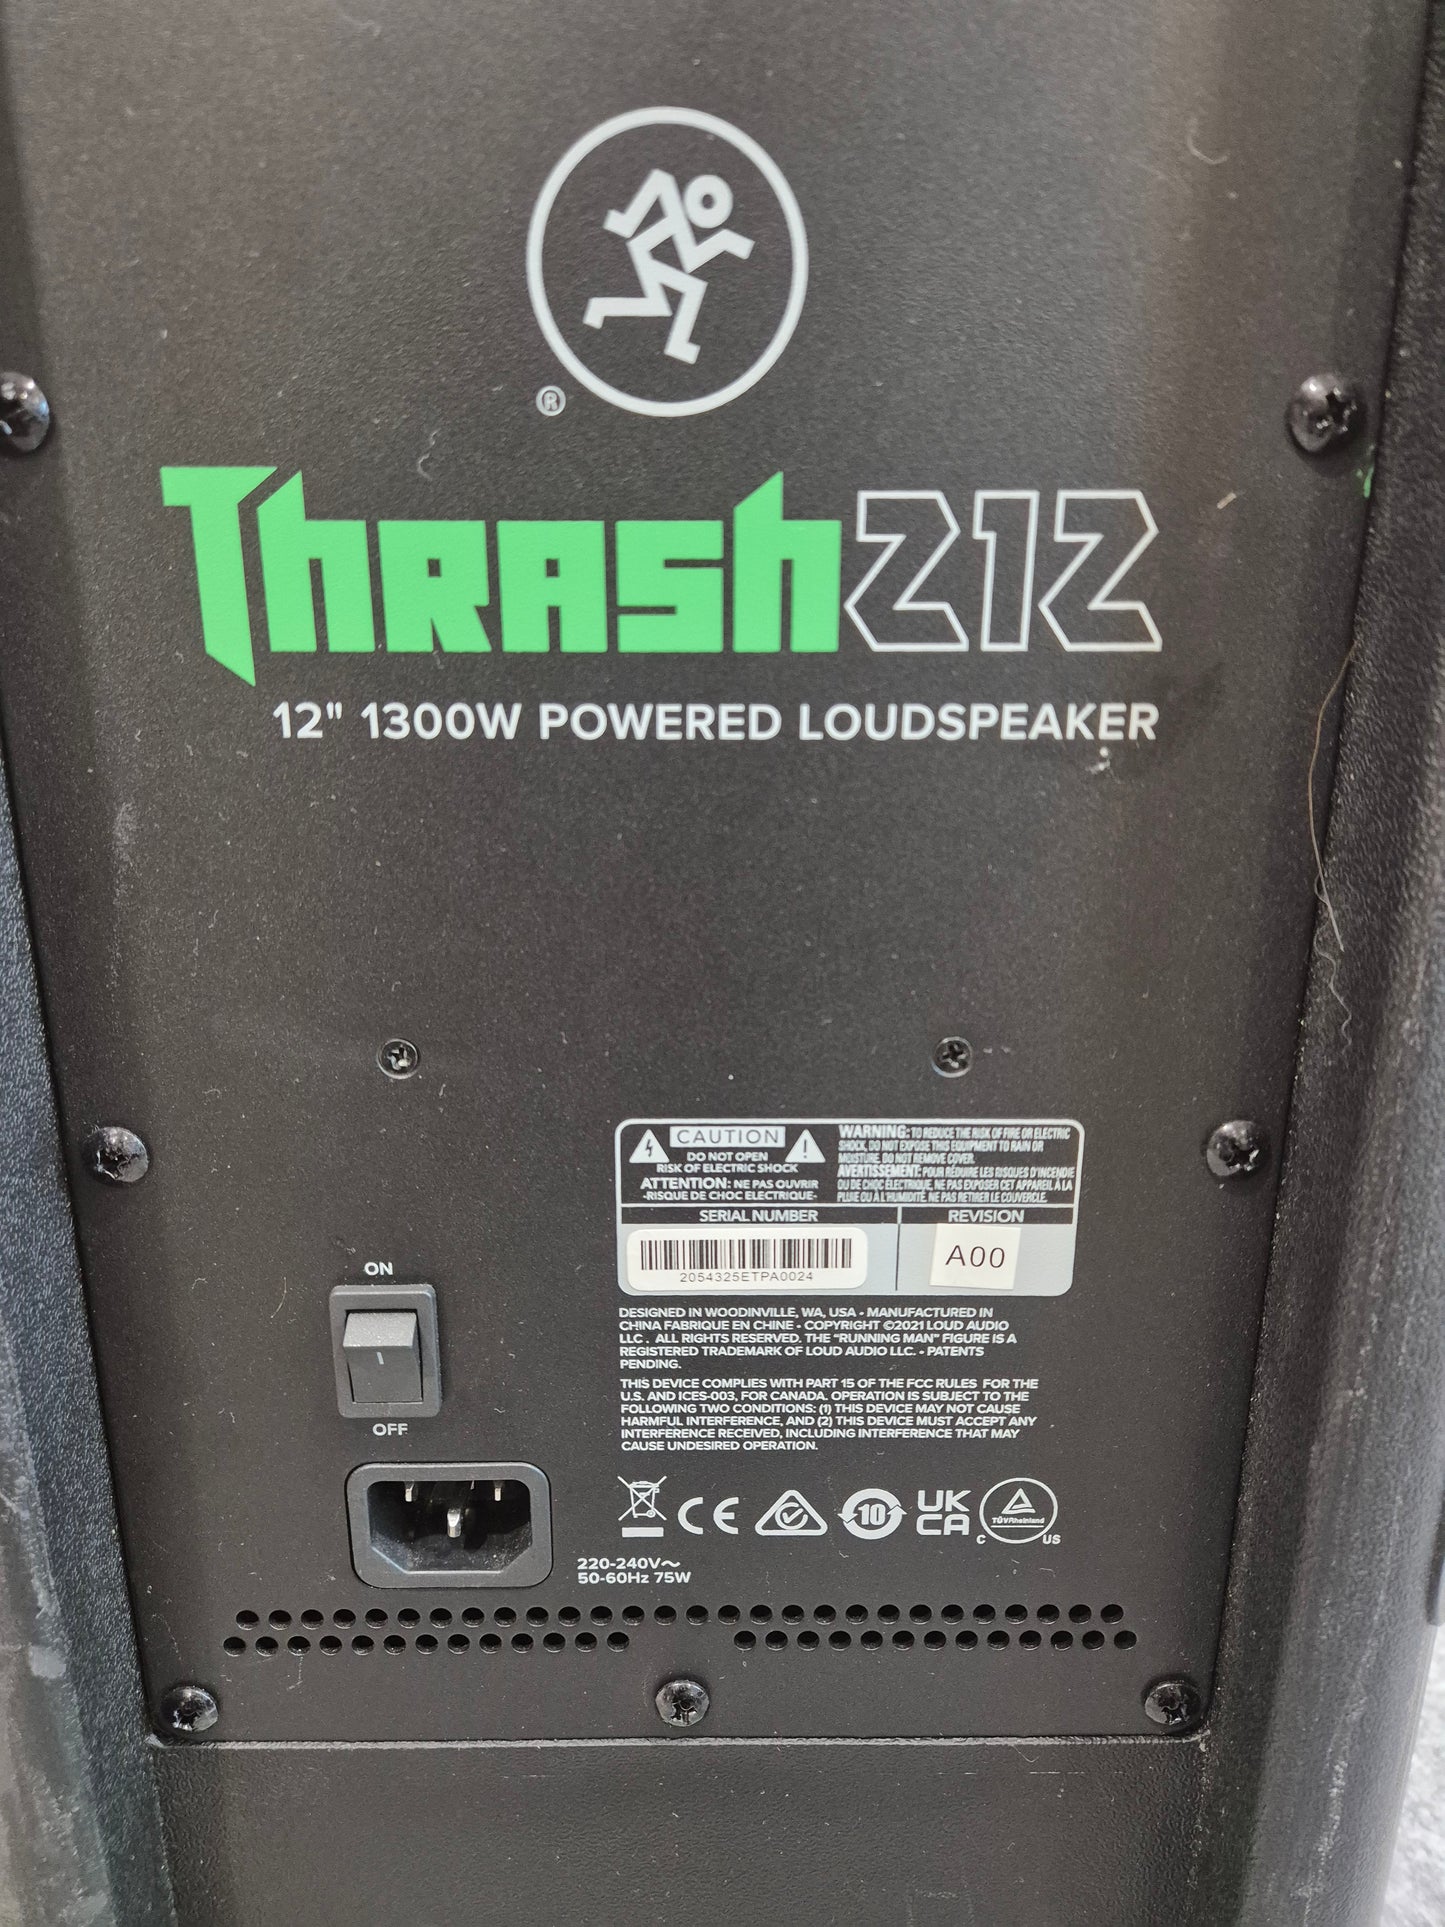 ®
Thrash212
12" 1300W POWERED LOUDSPEAKER
CAUTION
DO NOT OPEN
RISK OF ELECTRIC SHOCK
ATTENTION: NE PAS OUVRIR
-RISQUE DE CHOC ELECTRIQUE-
WARNING: TO REDUCE THE RISK OF FIRE OR ELECTRIC
SHOCK, DO NOT EXPOSE THIS EQUIPMENT TO RAIN OR
MOISTURE. DO NOT REMOVE COVER.
AVERTISSEMENT: POUR RÉDUIRE LES RISQUES D'INCENDIE
OU DE CHOC ÉLECTRIQUE, NE PAS EXPOSER CET APPAREIL À LA
PLUIE OU À L'HUMIDITÉ. NE PAS RETIRER LE COUVERCLE.
SERIAL NUMBER
REVISION
2054325ETPA0024
A00
ON
OFF
DESIGNED IN WOODINVILLE, WA, USA • MANUFACTURED IN
CHINA FABRIQUE EN CHINE • COPYRIGHT ©2021 LOUD AUDIO
LLC . ALL RIGHTS RESERVED. THE "RUNNING MAN" FIGURE IS A
REGISTERED TRADEMARK OF LOUD AUDIO LLC. • PATENTS
PENDING.
THIS DEVICE COMPLIES WITH PART 15 OF THE FCC RULES FOR THE
U.S. AND ICES-003, FOR CANADA. OPERATION IS SUBJECT TO THE
FOLLOWING TWO CONDITIONS: (1) THIS DEVICE MAY NOT CAUSE
HARMFUL INTERFERENCE, AND (2) THIS DEVICE MUST ACCEPT ANY
INTERFERENCE RECEIVED, INCLUDING INTERFERENCE THAT MAY
CAUSE UNDESIRED OPERATION.
CE
10
UK
CA
TÜVRheinland
C US
220-240V~
50-60Hz 75W